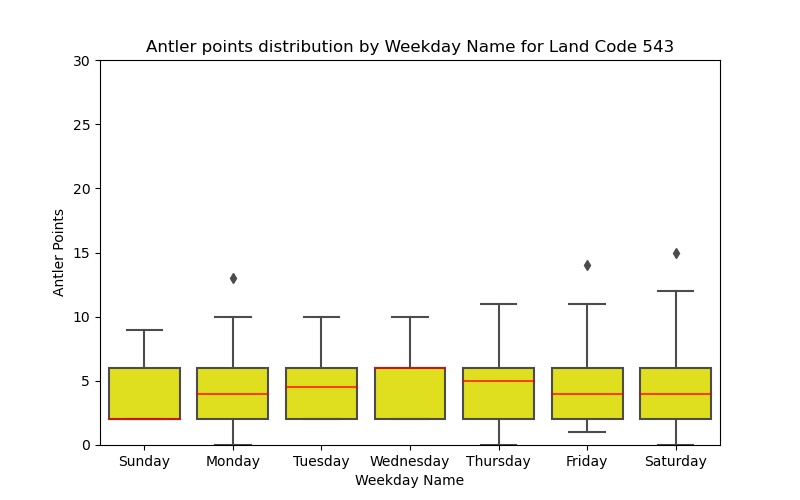 Antler points distribution by Weekday Name for Land Code 543
30
25
20
15
10
5
0
Antler Points
Sunday Monday Tuesday Wednesday Thursday Friday Saturday
Weekday Name